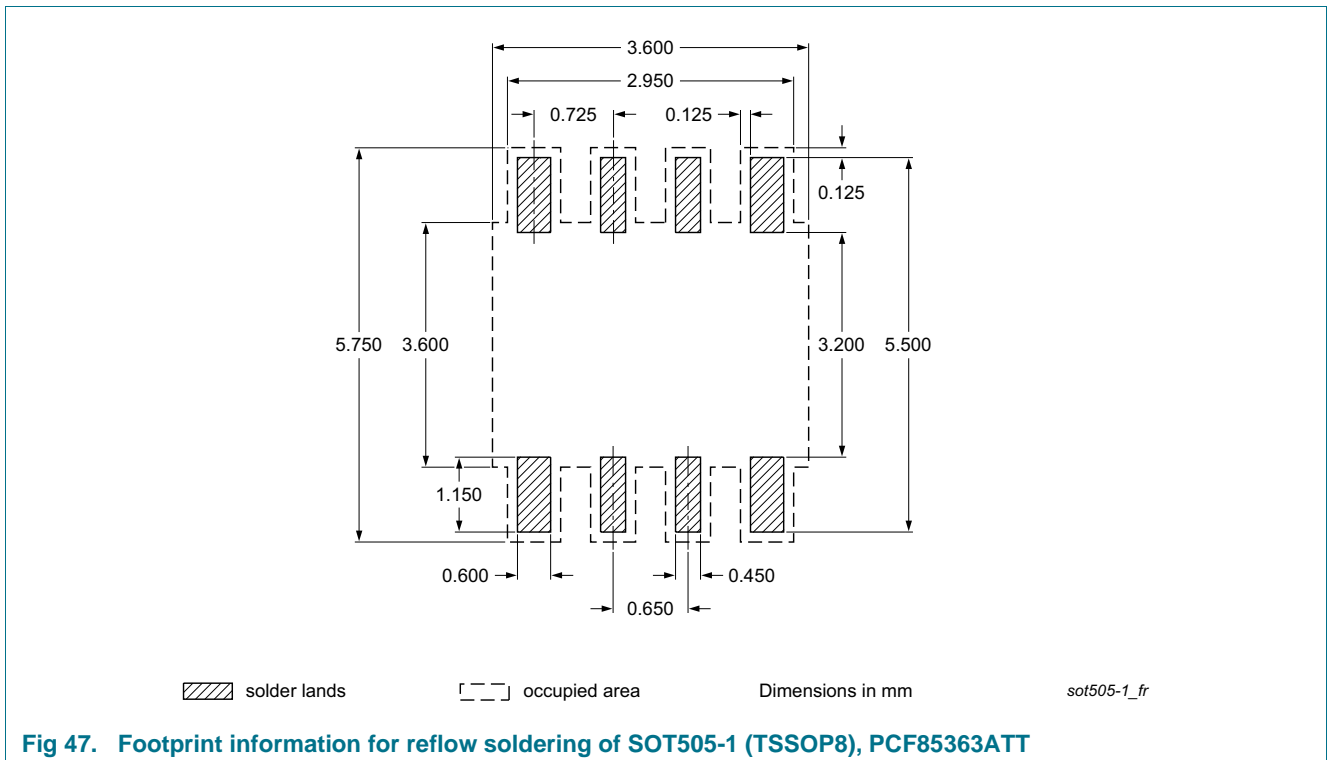 3.600
2.950
0.725 0.125
0.125
5.750 3.600 3.200 5.500
1.150
0.600 0.450
0.650
solder lands occupied area Dimensions in mm sot505-1_fr
Fig 47. Footprint information for reflow soldering of SOT505-1 (TSSOP8), PCF85363ATT